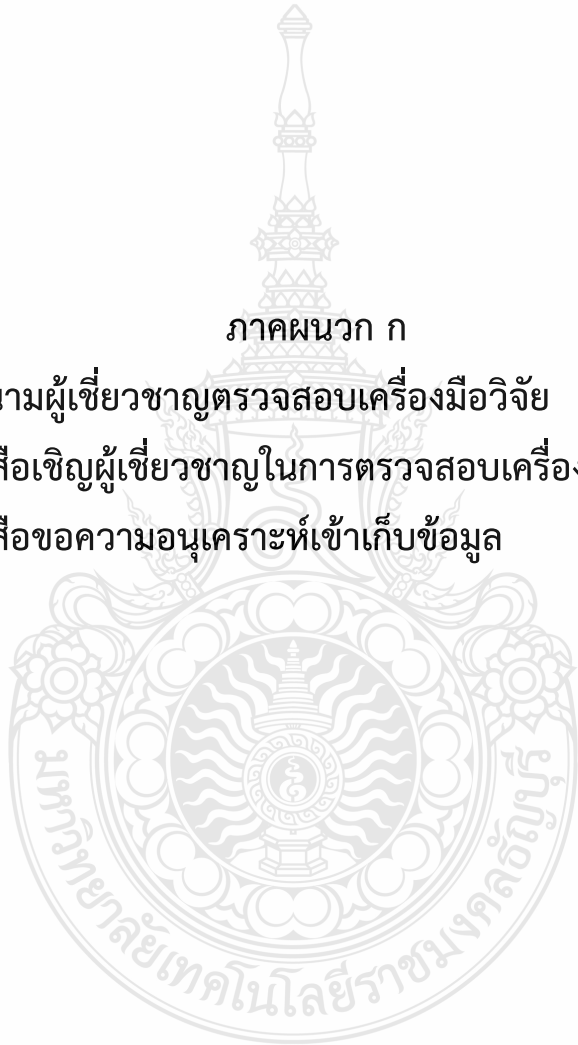 ภาคผนวก ก
นามผู้เชี่ยวชาญตรวจสอบเครื่องมือวิจัย
สือเชิญผู้เชี่ยวชาญในการตรวจสอบเครื่อง
สือขอความอนุเคราะห์เข้าเก็บข้อมูล
มหาวิทยาลัยเทคโนโลยีราชมงคลธัญบุรี